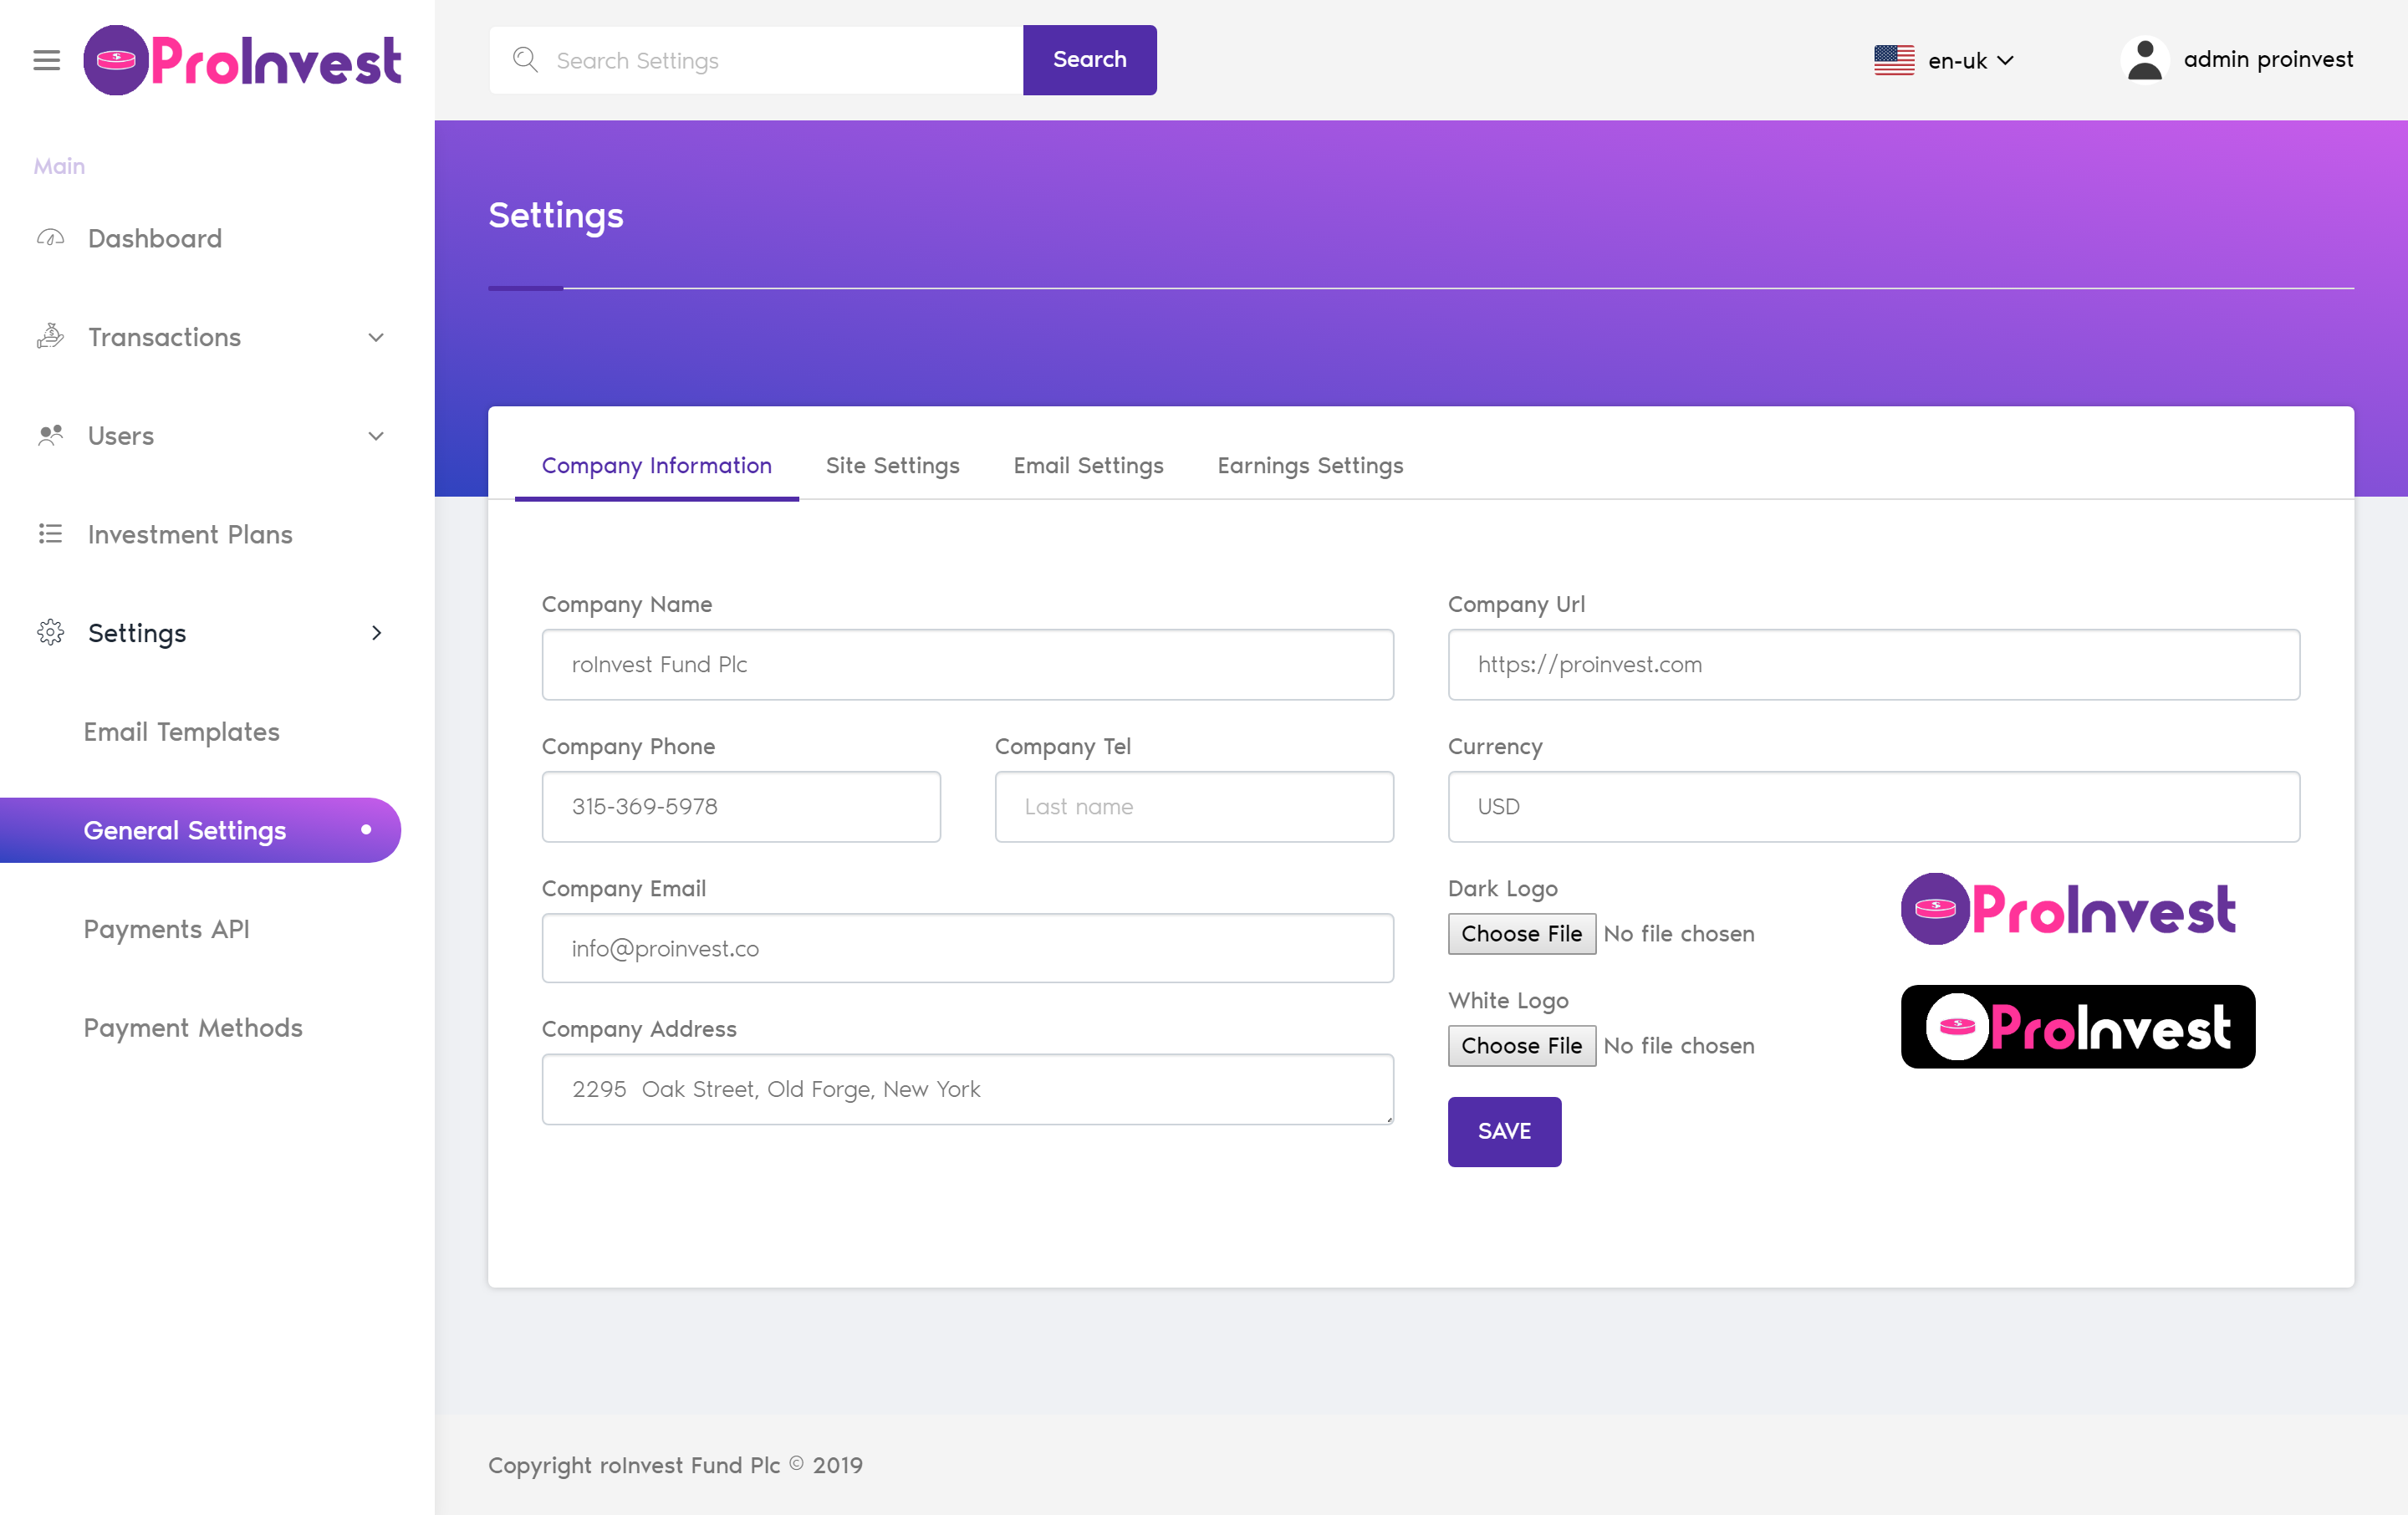 ProInvest
Search Settings
Search
en-uk
admin proinvest
Main
Dashboard
Transactions
Users
Investment Plans
Settings
Email Templates
General Settings
Payments API
Payment Methods
Settings
Company Information
Site Settings
Email Settings
Earnings Settings
Company Name
roInvest Fund Plc
Company Url
https://proinvest.com
Company Phone
315-369-5978
Company Tel
Last name
Currency
USD
Company Email
info@proinvest.co
Company Address
2295  Oak Street, Old Forge, New York
Dark Logo
Choose File No file chosen
ProInvest
White Logo
Choose File No file chosen
ProInvest
SAVE
Copyright roInvest Fund Plc © 2019